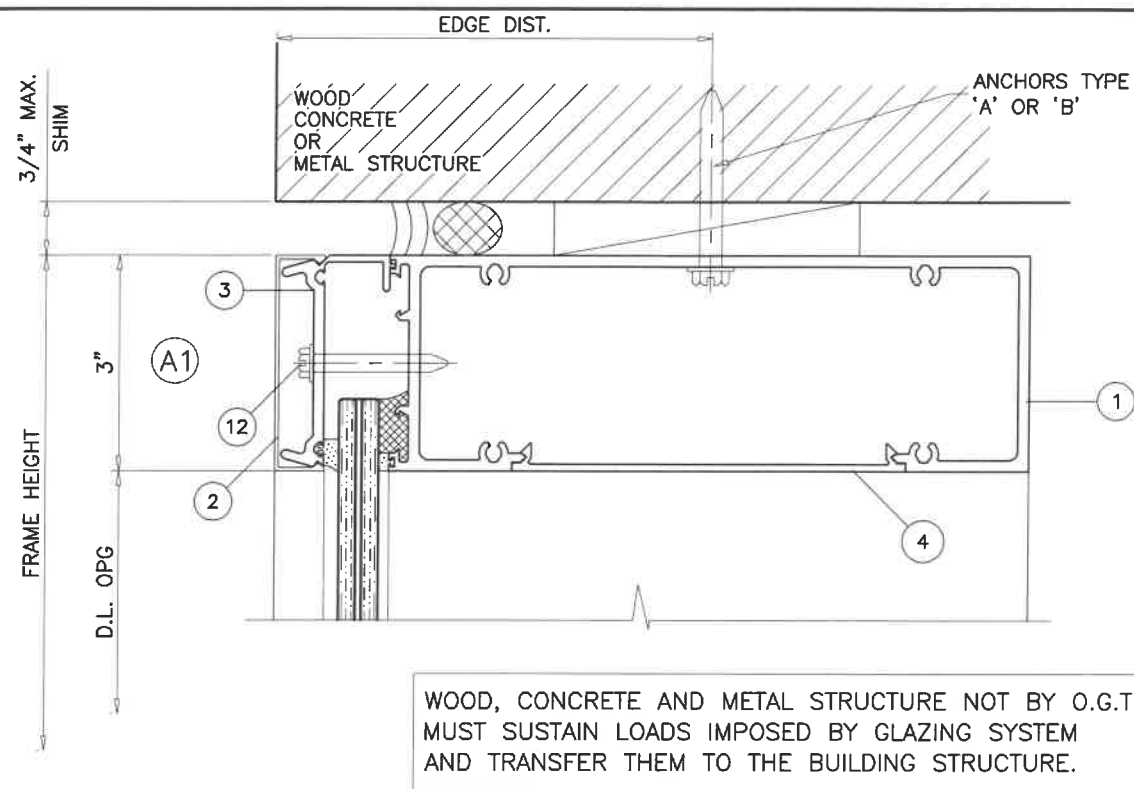 EDGE DIST.
3/4" MAX.
SHIM
WOOD
CONCRETE
OR
METAL STRUCTURE
ANCHORS TYPE
'A' OR 'B'
3
A1
3"
12
1
2
4
FRAME HEIGHT
D.L. OPG
WOOD, CONCRETE AND METAL STRUCTURE NOT BY O.G.T
MUST SUSTAIN LOADS IMPOSED BY GLAZING SYSTEM
AND TRANSFER THEM TO THE BUILDING STRUCTURE.